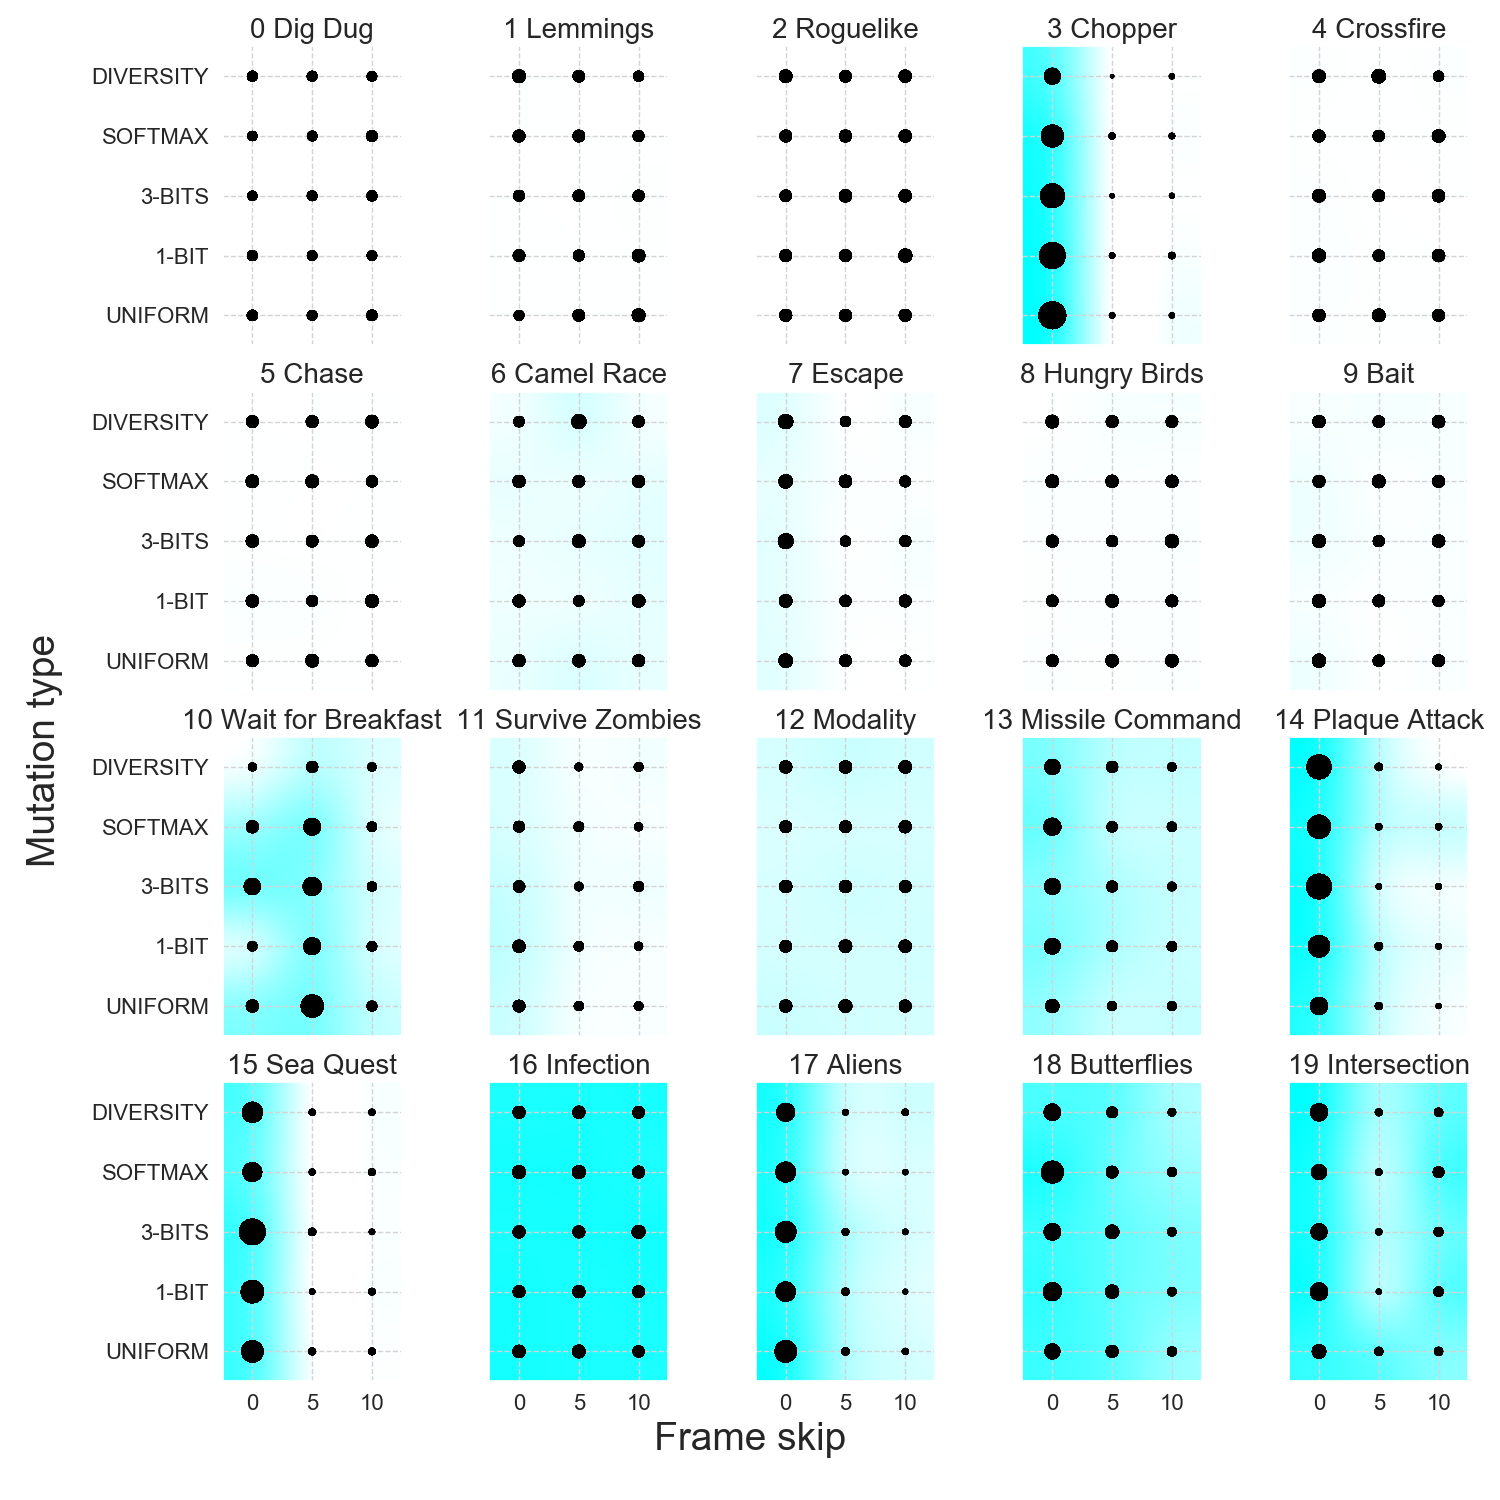 0 Dig Dug 1 Lemmings 2 Roguelike 3 Chopper 4 Crossfire
DIVERSITY
SOFTMAX
3-BITS
1-BIT
UNIFORM
5 Chase 6 Camel Race 7 Escape 8 Hungry Birds 9 Bait
DIVERSITY
SOFTMAX
3-BITS
1-BIT
UNIFORM
Mutation type
10 Wait for Breakfast 11 Survive Zombies 12 Modality 13 Missile Command 14 Plaque Attack
DIVERSITY
SOFTMAX
3-BITS
1-BIT
UNIFORM
15 Sea Quest 16 Infection 17 Aliens 18 Butterflies 19 Intersection
DIVERSITY
SOFTMAX
3-BITS
1-BIT
UNIFORM
0 5 10 0 5 10 0 5 10 0 5 10 0 5 10
Frame skip